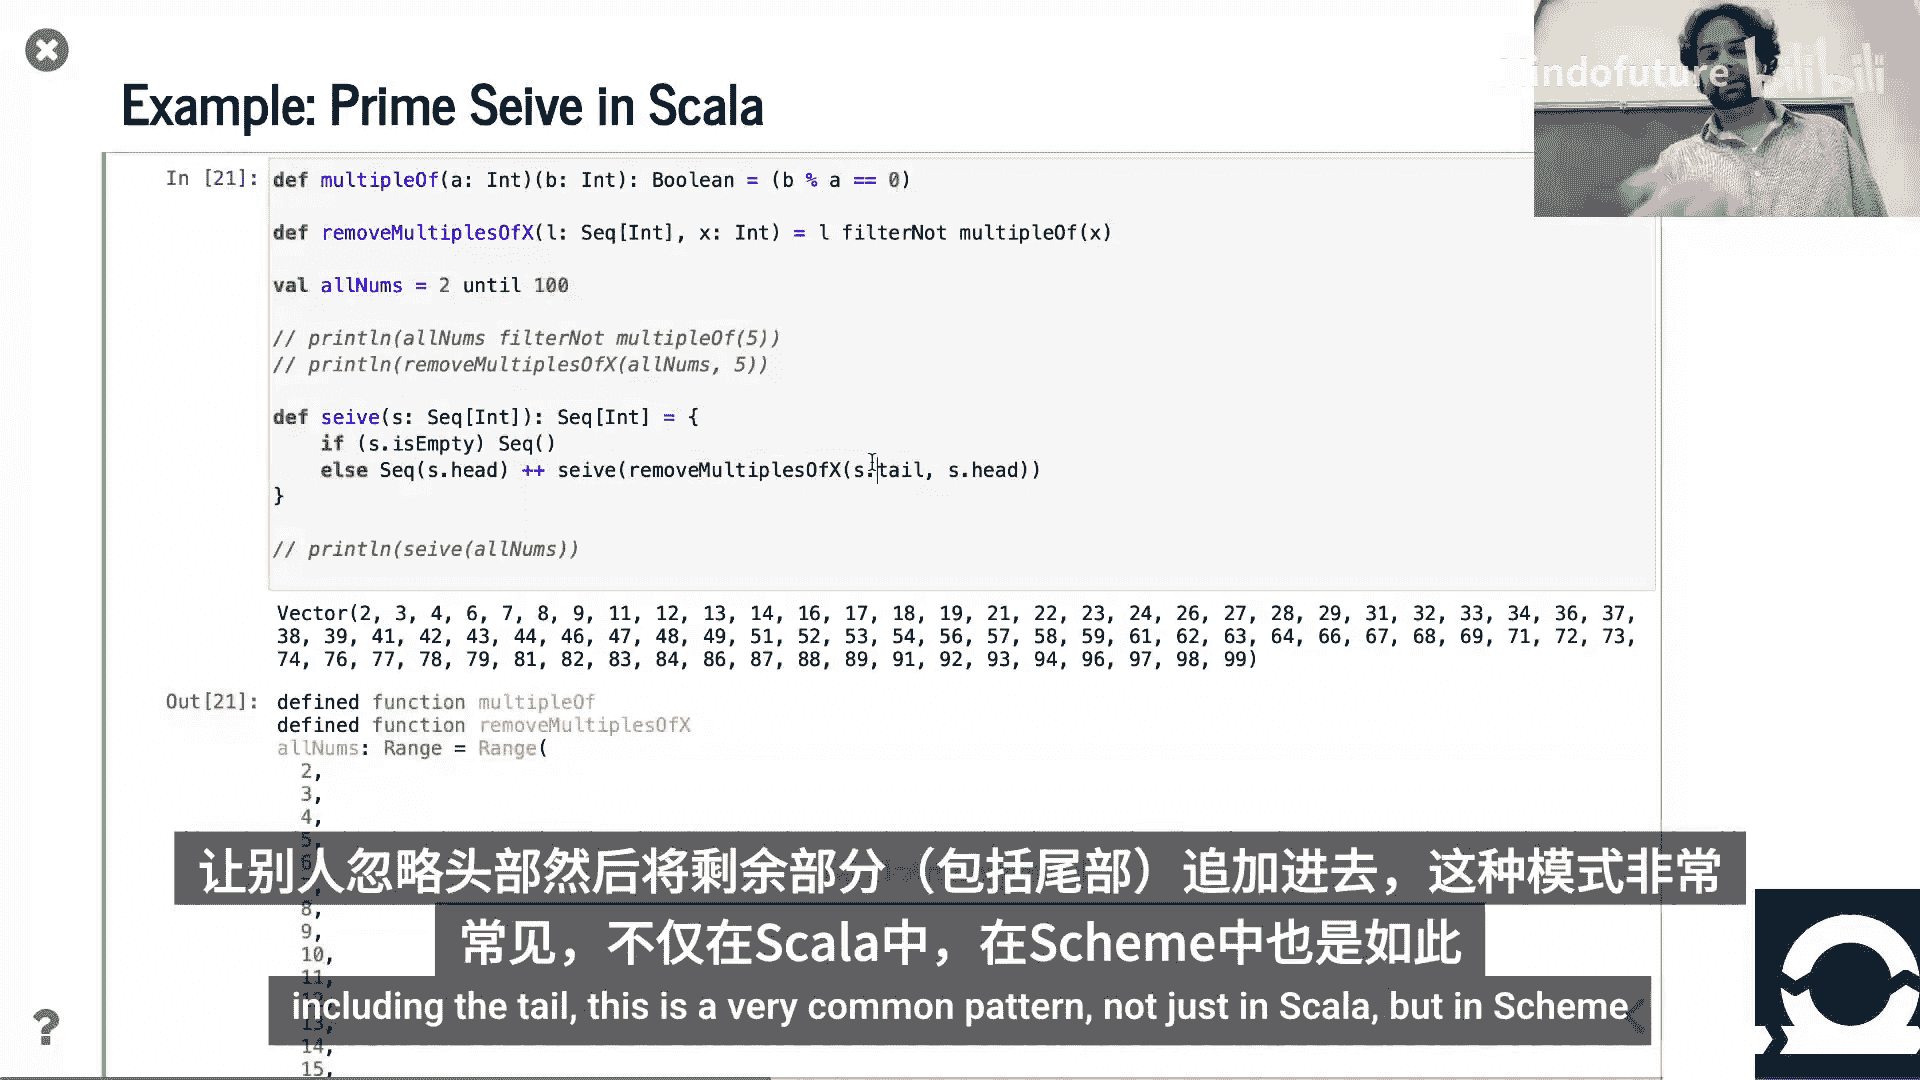 Example: Prime Seive in Scala
indofuture bilibili
In [21]: def multipleOf(a: Int)(b: Int): Boolean = (b % a == 0)
def removeMultiplesOfX(l: Seq[Int], x: Int) = l filterNot multipleOf(x)
val allNums = 2 until 100
// println(allNums filterNot multipleOf(5))
// println(removeMultiplesOfX(allNums, 5))
def seive(s: Seq[Int]): Seq[Int] = {
if (s.isEmpty) Seq()
else Seq(s.head) ++ seive(removeMultiplesOfX(s.tail, s.head))
}
// println(seive(allNums))
Vector(2, 3, 4, 6, 7, 8, 9, 11, 12, 13, 14, 16, 17, 18, 19, 21, 22, 23, 24, 26, 27, 28, 29, 31, 32, 33, 34, 36, 37,
38, 39, 41, 42, 43, 44, 46, 47, 48, 49, 51, 52, 53, 54, 56, 57, 58, 59, 61, 62, 63, 64, 66, 67, 68, 69, 71, 72, 73,
74, 76, 77, 78, 79, 81, 82, 83, 84, 86, 87, 88, 89, 91, 92, 93, 94, 96, 97, 98, 99)
Out[21]: defined function multipleOf
defined function removeMultiplesOfX
allNums: Range = Range(
2,
3,
4,
5,
6,
8,
9,
10,
11,
13,
14,
15,
让别人忽略头部然后将剩余部分（包括尾部）追加进去，这种模式非常
常见，不仅在Scala中，在Scheme中也是如此
including the tail, this is a very common pattern, not just in Scala, but in Scheme
?